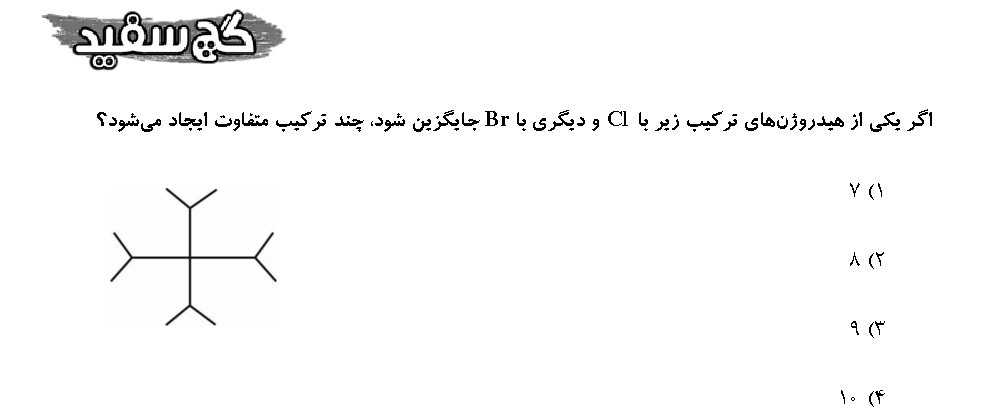 گچ سفید
اگر یکی از هیدروژن‌های ترکیب زیر با Cl و دیگری با Br جایگزین شود، چند ترکیب متفاوت ایجاد می‌شود؟
۱) ۷
۲) ۸
۳) ۹
۴) ۱۰